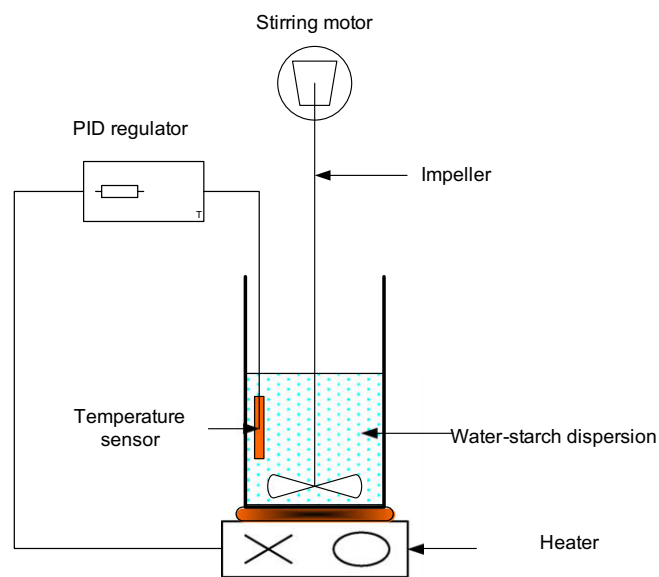 Stirring motor
PID regulator
Impeller
T
Temperature
sensor
Water-starch dispersion
Heater